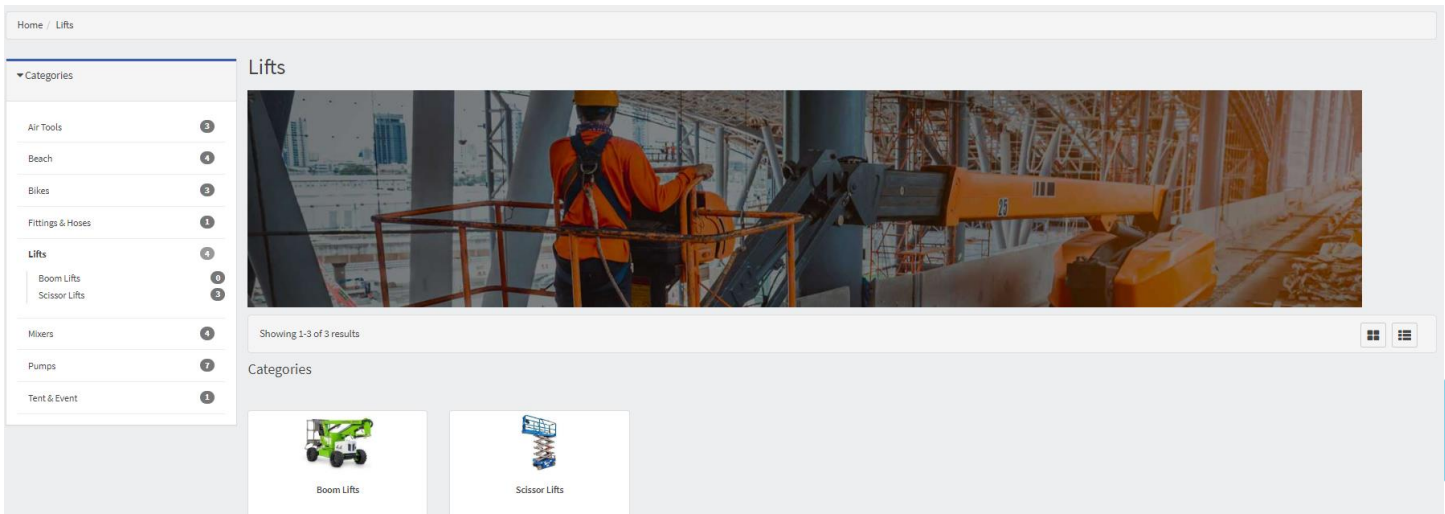 Home / Lifts
Categories
Air Tools 3
Beach 4
Bikes 3
Fittings & Hoses 1
Lifts 4
Boom Lifts 0
Scissor Lifts 3
Mixers 4
Pumps 7
Tent & Event 1
Lifts
25
Showing 1-3 of 3 results
Categories
Boom Lifts
Scissor Lifts